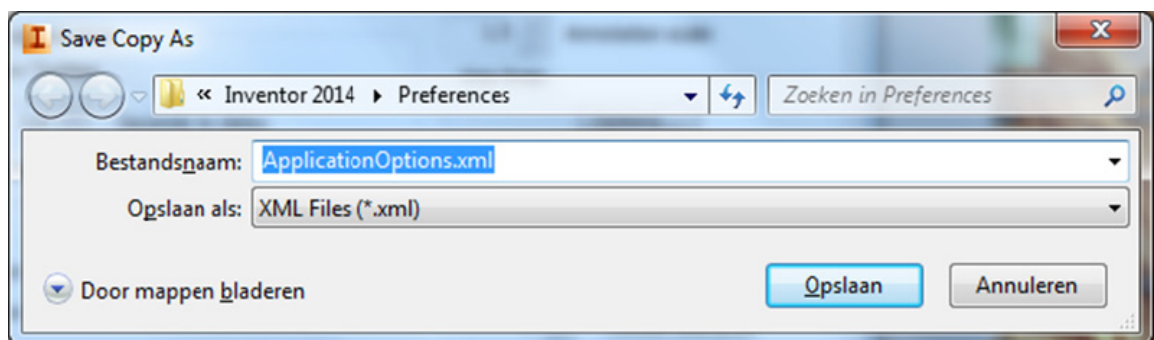 Save Copy As
« Inventor 2014 ▸ Preferences Zoeken in Preferences
Bestandsnaam: ApplicationOptions.xml
Opslaan als: XML Files (*.xml)
Door mappen bladeren Opslaan Annuleren